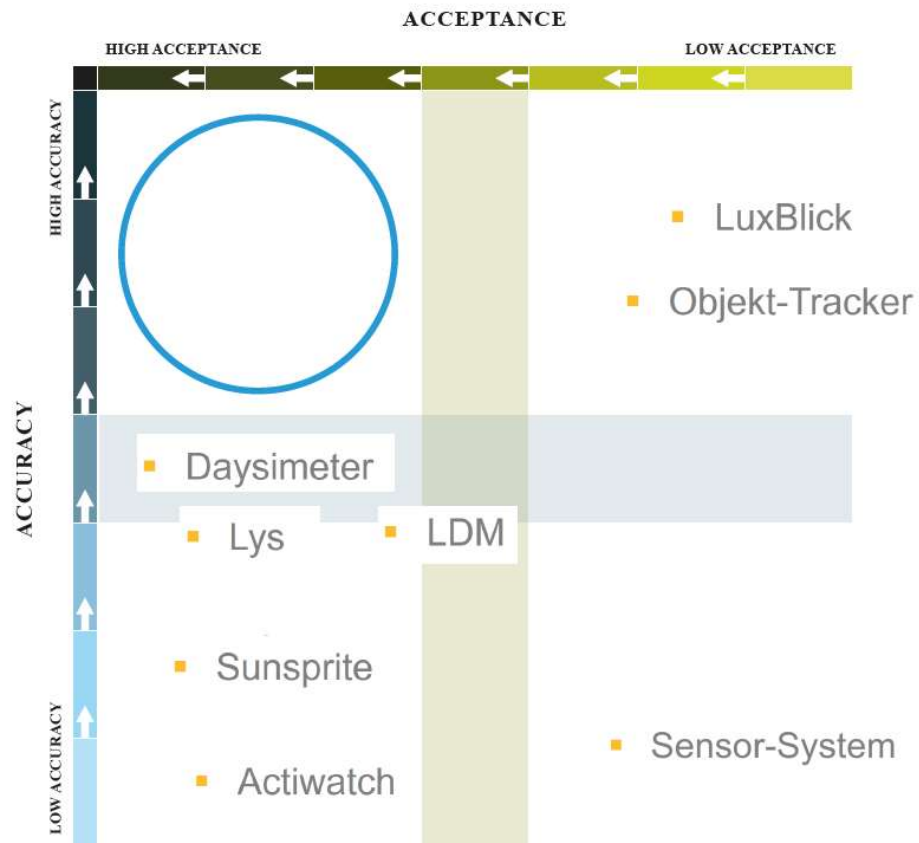 ACCEPTANCE
HIGH ACCEPTANCE
LOW ACCEPTANCE
HIGH ACCURACY
ACCURACY
LOW ACCURACY
LuxBlick
Objekt-Tracker
Daysimeter
Lys
LDM
Sunsprite
Sensor-System
Actiwatch